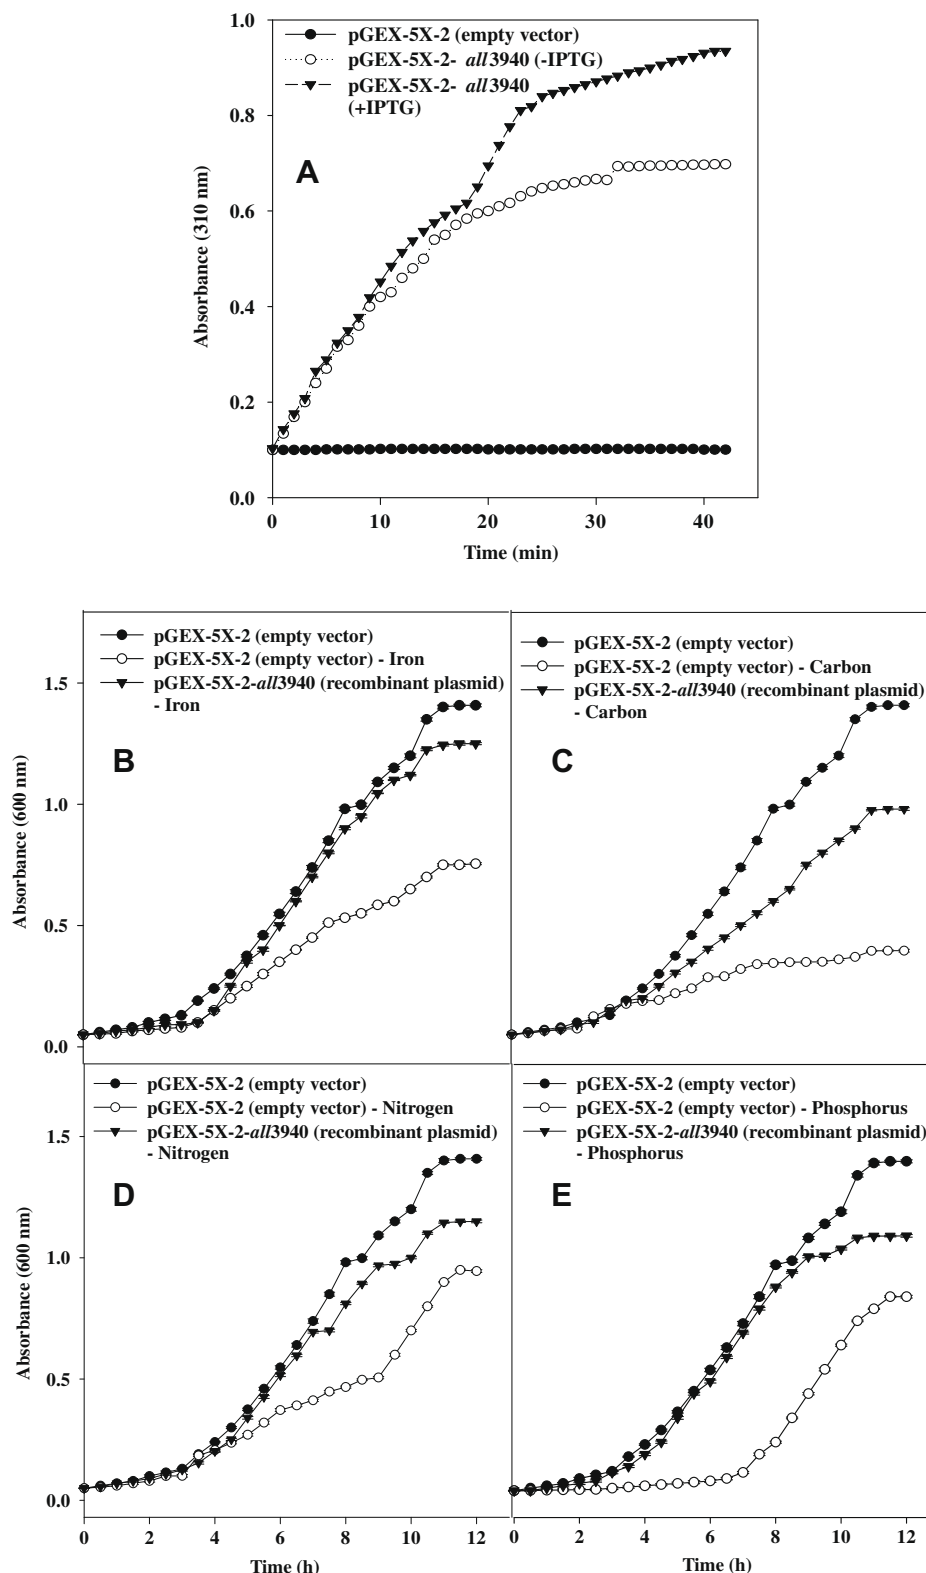 pGEX-5X-2 (empty vector)
pGEX-5X-2- all3940 (-IPTG)
pGEX-5X-2- all3940
(+IPTG)
A
1.0
0.8
0.6
0.4
0.2
0.0
Absorbance (310 nm)
0 10 20 30 40
Time (min)
pGEX-5X-2 (empty vector)
pGEX-5X-2 (empty vector) - Iron
pGEX-5X-2-all3940 (recombinant plasmid)
- Iron
B
1.5
1.0
0.5
0.0
Absorbance (600 nm)
pGEX-5X-2 (empty vector)
pGEX-5X-2 (empty vector) - Carbon
pGEX-5X-2-all3940 (recombinant plasmid)
- Carbon
C
pGEX-5X-2 (empty vector)
pGEX-5X-2 (empty vector) - Nitrogen
pGEX-5X-2-all3940 (recombinant plasmid)
- Nitrogen
D
1.5
1.0
0.5
0.0
Absorbance (600 nm)
0 2 4 6 8 10 12
Time (h)
pGEX-5X-2 (empty vector)
pGEX-5X-2 (empty vector) - Phosphorus
pGEX-5X-2-all3940 (recombinant plasmid)
- Phosphorus
E
0 2 4 6 8 10 12
Time (h)